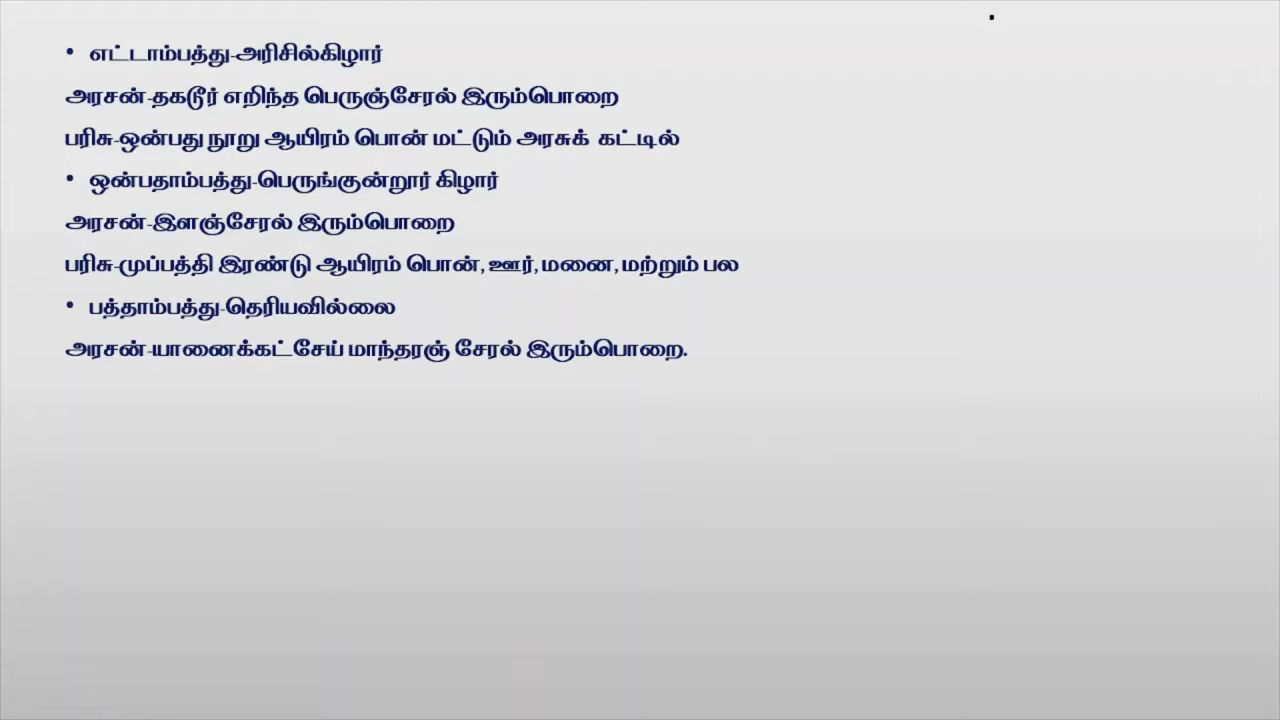 • எட்டாம்பத்து-அரிசில்கிழார்
அரசன்-தகடூர் எறிந்த பெருஞ்சேரல் இரும்பொறை
பரிசு-ஒன்பது நூறு ஆயிரம் பொன் மட்டும் அரசுக் கட்டில்
• ஒன்பதாம்பத்து-பெருங்குன்றூர் கிழார்
அரசன்-இளஞ்சேரல் இரும்பொறை
பரிசு-முப்பத்தி இரண்டு ஆயிரம் பொன், ஊர், மனை, மற்றும் பல
• பத்தாம்பத்து-தெரியவில்லை
அரசன்-யானைக்கட்சேய் மாந்தரஞ் சேரல் இரும்பொறை.